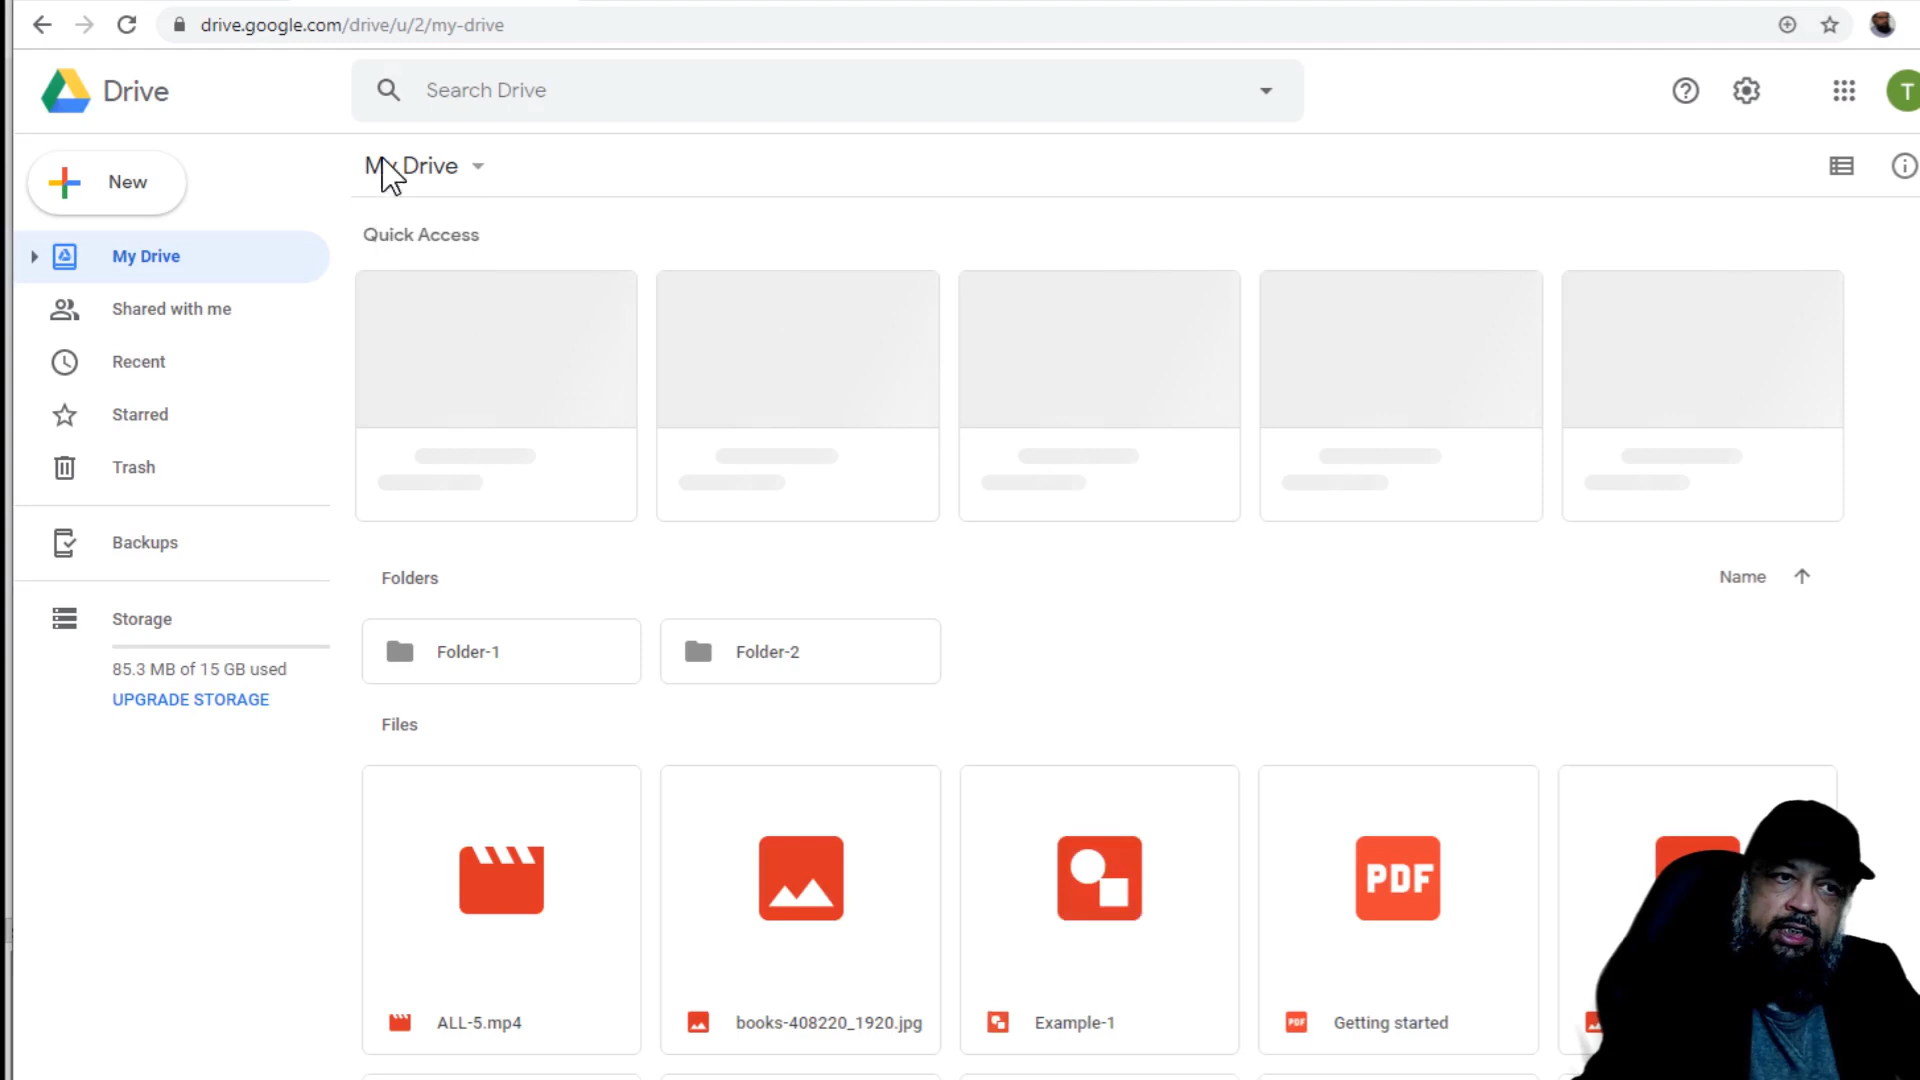 drive.google.com/drive/u/2/my-drive
Drive
Search Drive
T
New
My Drive
My Drive
Shared with me
Recent
Starred
Trash
Backups
Storage
85.3 MB of 15 GB used
UPGRADE STORAGE
Quick Access
Folders
Name
Folder-1
Folder-2
Files
PDF
ALL-5.mp4
books-408220_1920.jpg
Example-1
PDF
Getting started